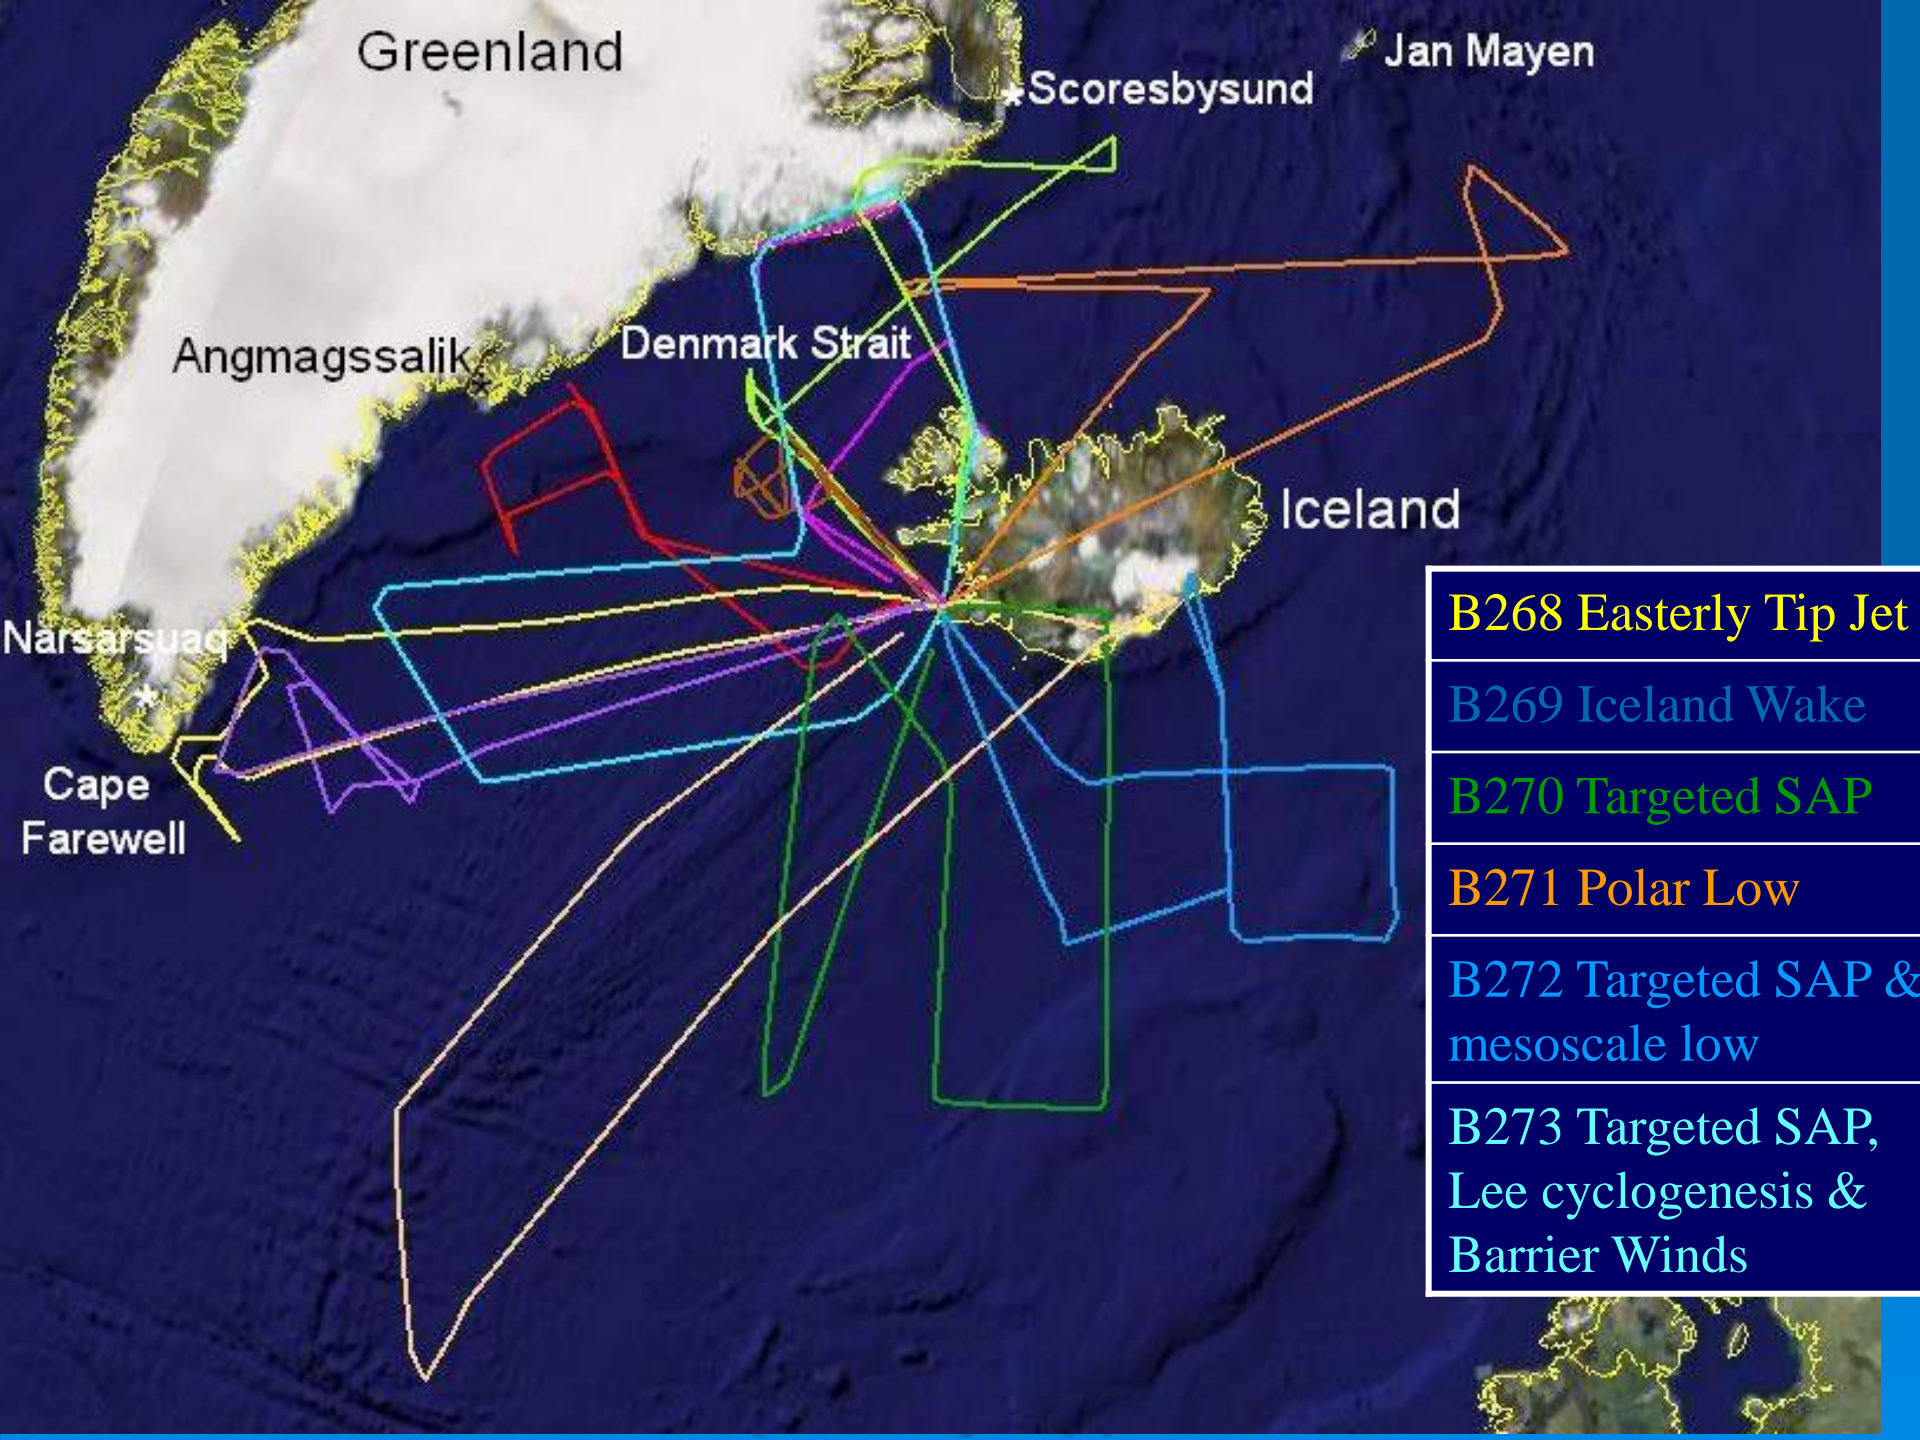 Greenland
Jan Mayen
Scoresbysund
Denmark Strait
Angmagssalik
Iceland
Narsarsuaq
Cape
Farewell
B268 Easterly Tip Jet
B269 Iceland Wake
B270 Targeted SAP
B271 Polar Low
B272 Targeted SAP &
mesoscale low
B273 Targeted SAP,
Lee cyclogenesis &
Barrier Winds